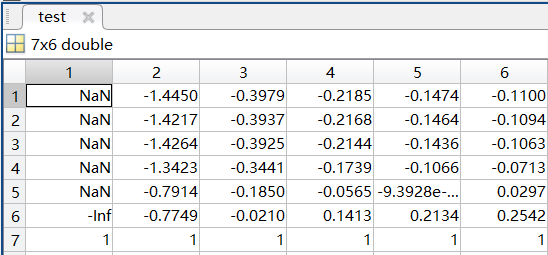 test
7x6 double
1 2 3 4 5 6
1 NaN -1.4450 -0.3979 -0.2185 -0.1474 -0.1100
2 NaN -1.4217 -0.3937 -0.2168 -0.1464 -0.1094
3 NaN -1.4264 -0.3925 -0.2144 -0.1436 -0.1063
4 NaN -1.3423 -0.3441 -0.1739 -0.1066 -0.0713
5 NaN -0.7914 -0.1850 -0.0565 -9.3928e-... 0.0297
6 -Inf -0.7749 -0.0210 0.1413 0.2134 0.2542
7 1 1 1 1 1 1